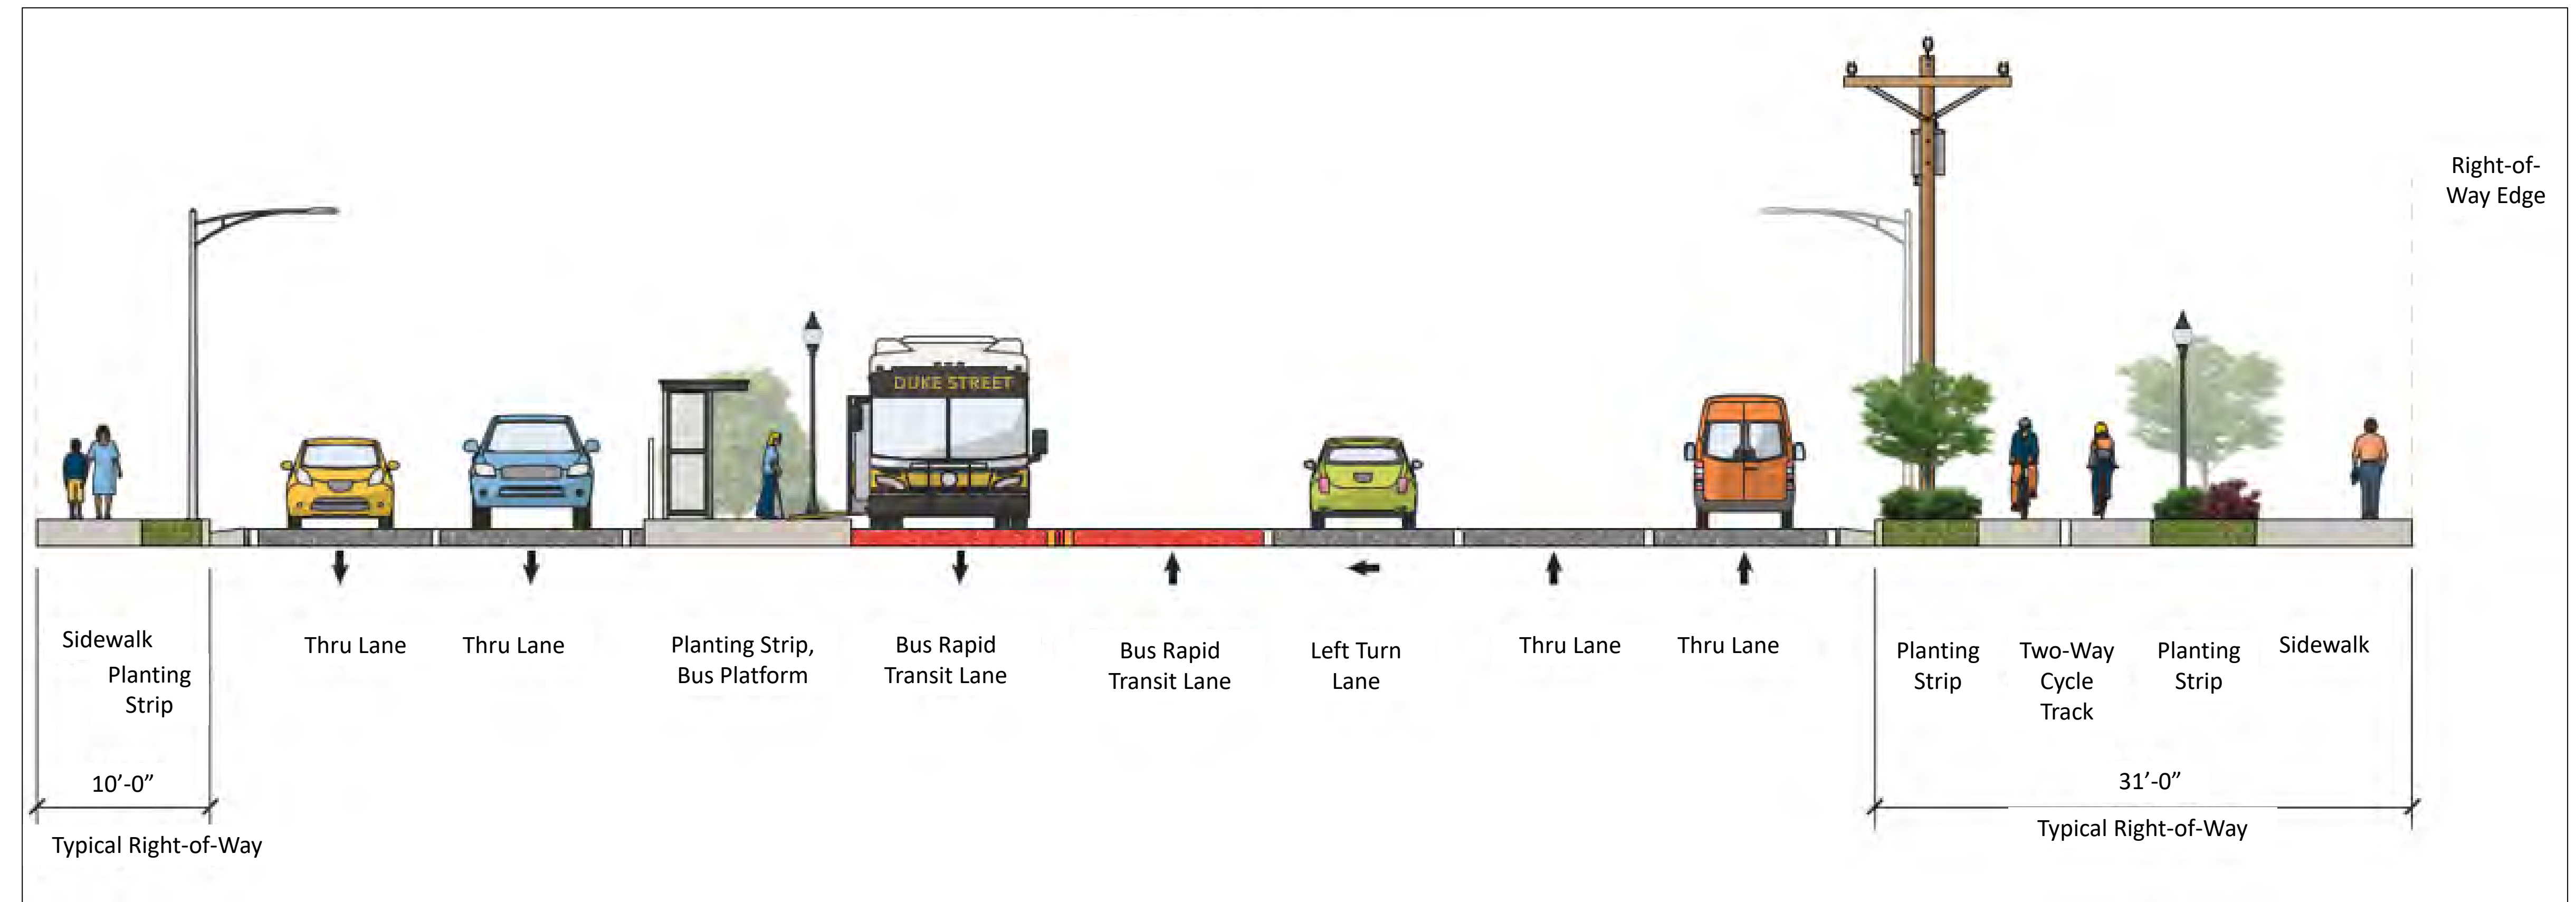 Right-of-
Way Edge
DUKE STREET
Sidewalk
Planting
Strip
Thru Lane
Thru Lane
Planting Strip,
Bus Platform
Bus Rapid
Transit Lane
Bus Rapid
Transit Lane
Left Turn
Lane
Thru Lane
Thru Lane
Planting
Strip
Two-Way
Cycle
Track
Planting
Strip
Sidewalk
10’-0”
Typical Right-of-Way
31’-0”
Typical Right-of-Way